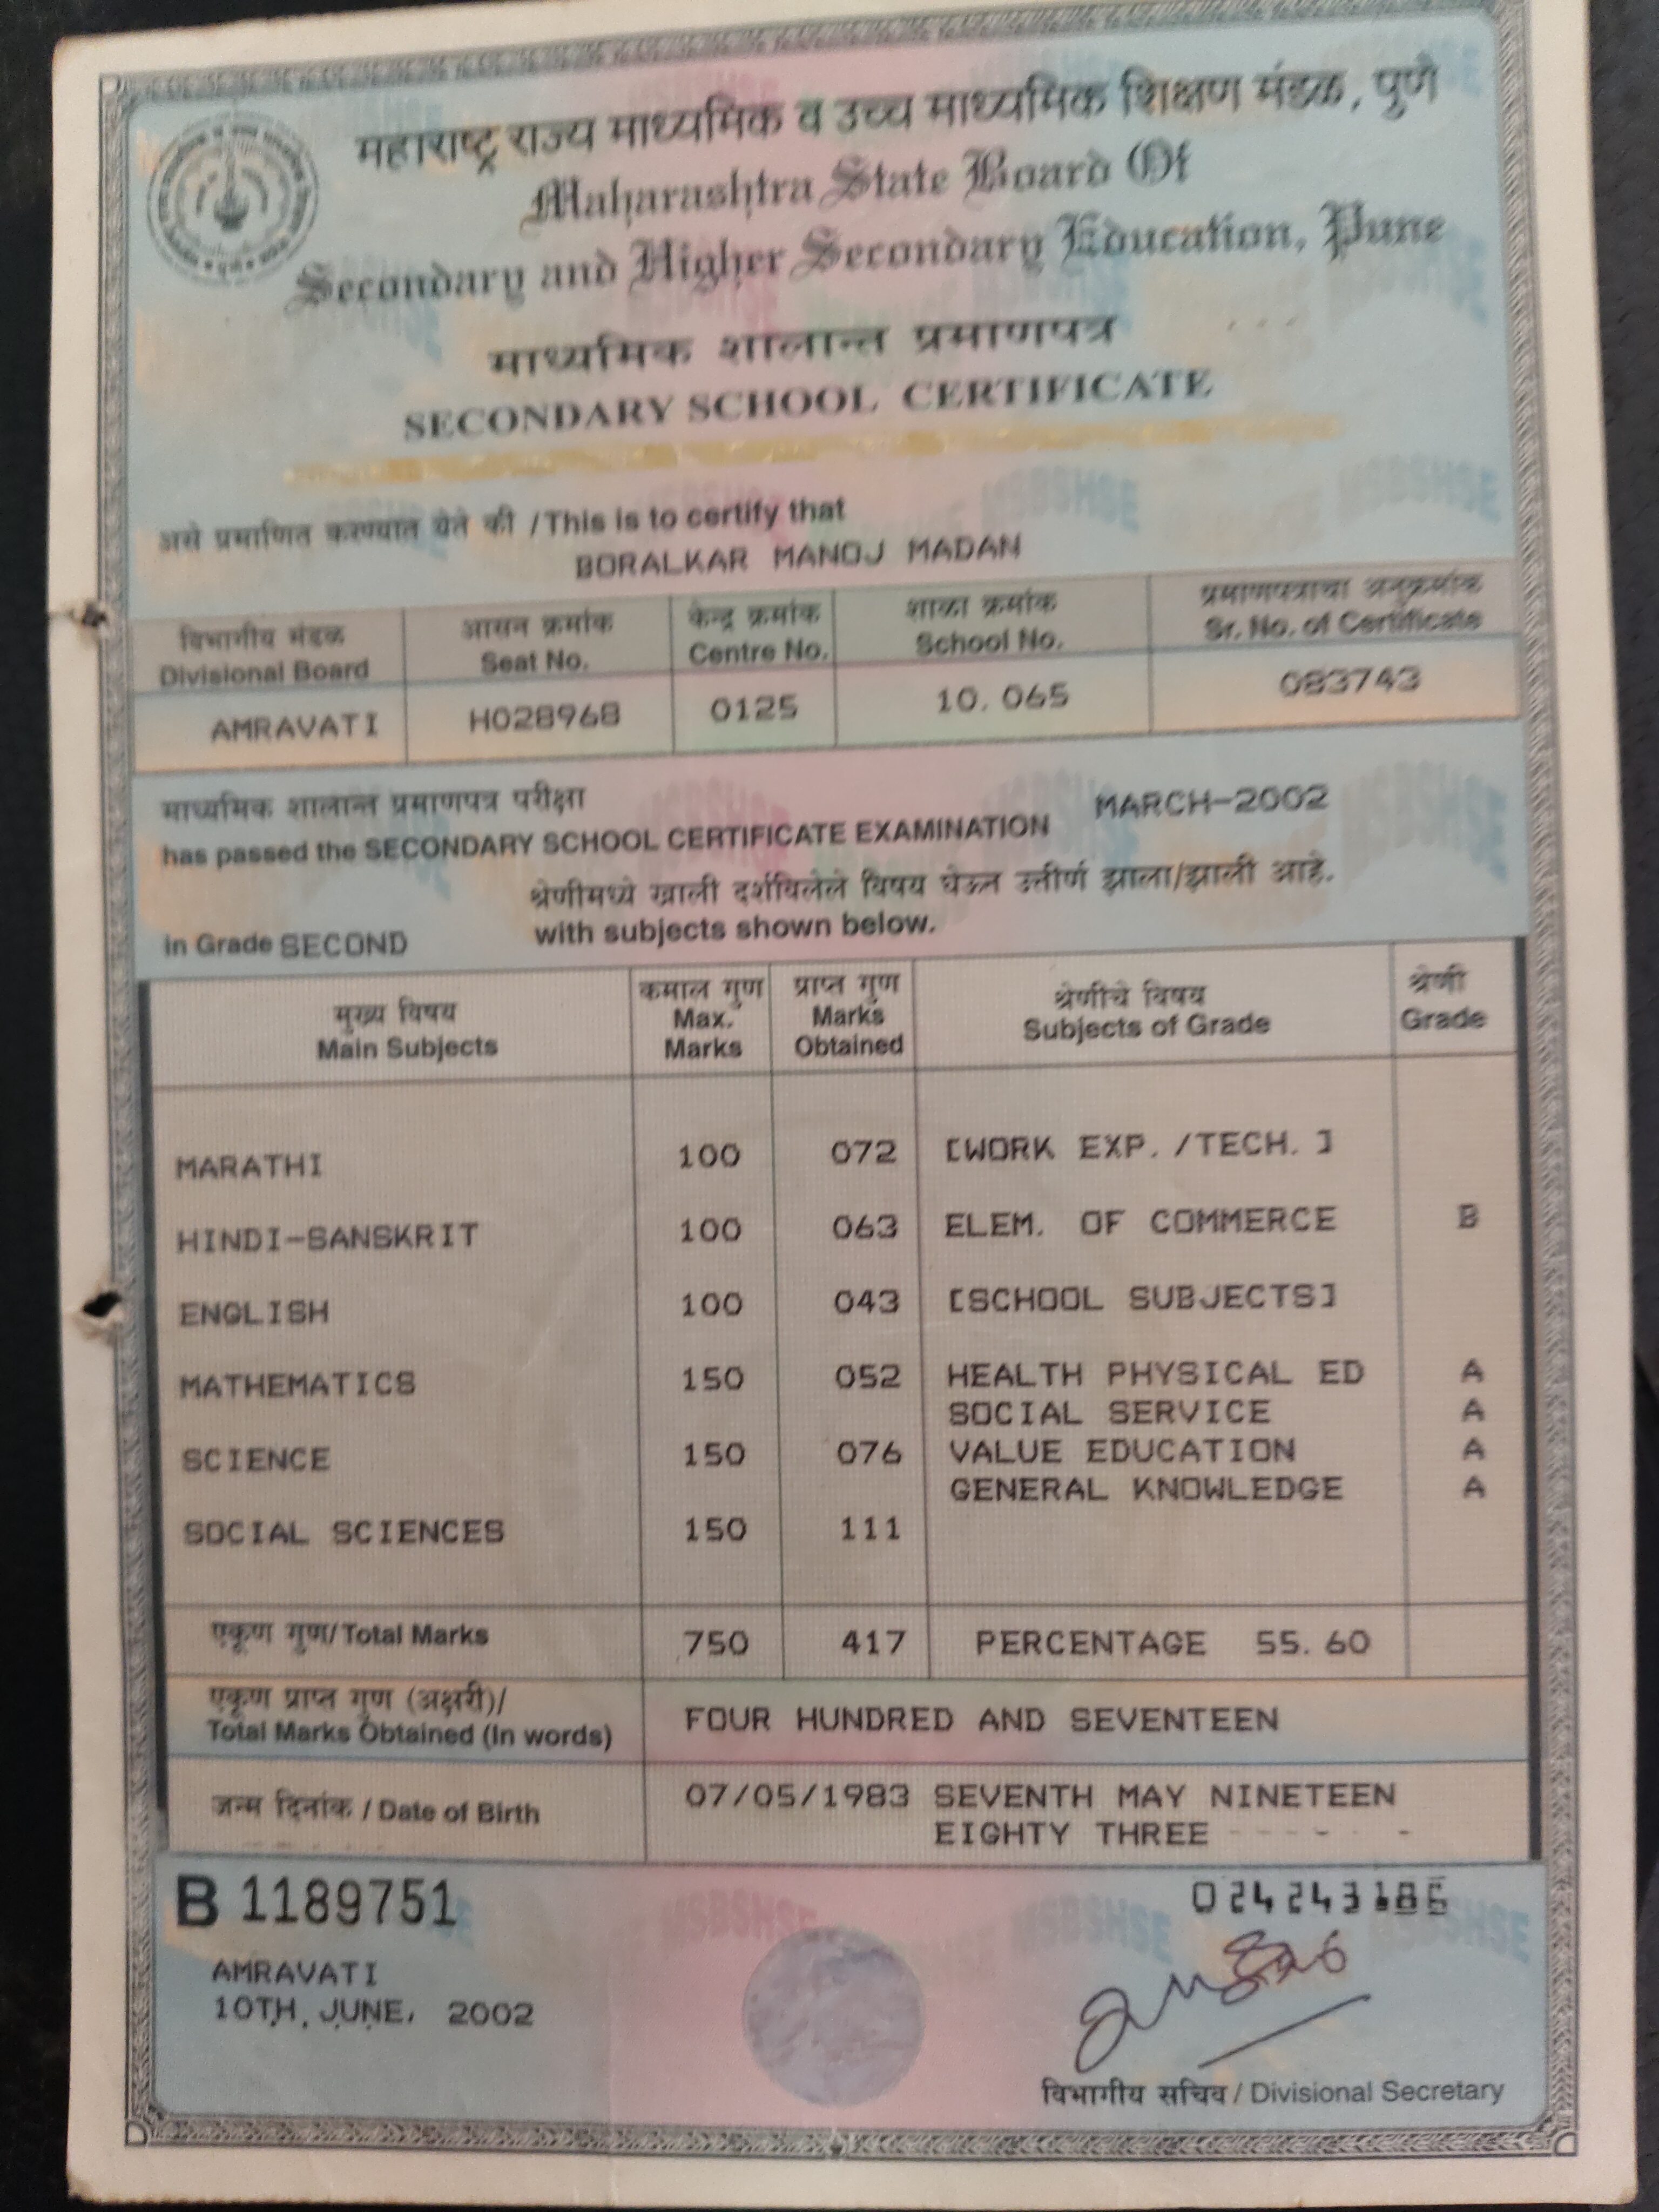 महाराष्ट्र राज्य माध्यमिक व उच्च माध्यमिक शिक्षण मंडळ, पुणे
Maharashtra State Board Of
Secondary and Higher Secondary Education, Pune
माध्यमिक शालान्त प्रमाणपत्र
SECONDARY SCHOOL CERTIFICATE
असे प्रमाणित करण्यात येते की / This is to certify that
BORALKAR MANOJ MADAN
विभागीय मंडळ आसन क्रमांक केन्द्र क्रमांक शाळा क्रमांक प्रमाणपत्राचा अनुक्रमांक
Divisional Board Seat No. Centre No. School No. Sr. No. of Certificate
AMRAVATI H028968 0125 10.065 083743
माध्यमिक शालान्त प्रमाणपत्र परीक्षा
has passed the SECONDARY SCHOOL CERTIFICATE EXAMINATION MARCH-2002
श्रेणीमध्ये खाली दर्शविलेले विषय घेऊन उत्तीर्ण झाला/झाली आहे.
in Grade SECOND with subjects shown below.
मुख्य विषय कमाल गुण प्राप्त गुण श्रेणीचे विषय श्रेणी
Main Subjects Max. Marks Marks Obtained Subjects of Grade Grade
MARATHI 100 072 [WORK EXP./TECH.]
HINDI-SANSKRIT 100 063 ELEM. OF COMMERCE B
ENGLISH 100 043 [SCHOOL SUBJECTS]
MATHEMATICS 150 052 HEALTH PHYSICAL ED A
SOCIAL SERVICE A
SCIENCE 150 076 VALUE EDUCATION A
GENERAL KNOWLEDGE A
SOCIAL SCIENCES 150 111
एकूण गुण/Total Marks 750 417 PERCENTAGE 55.60
एकूण प्राप्त गुण (अक्षरी)/
Total Marks Obtained (In words) FOUR HUNDRED AND SEVENTEEN
जन्म दिनांक / Date of Birth 07/05/1983 SEVENTH MAY NINETEEN
EIGHTY THREE
B 1189751 024243186
AMRAVATI
10TH, JUNE, 2002
विभागीय सचिव / Divisional Secretary